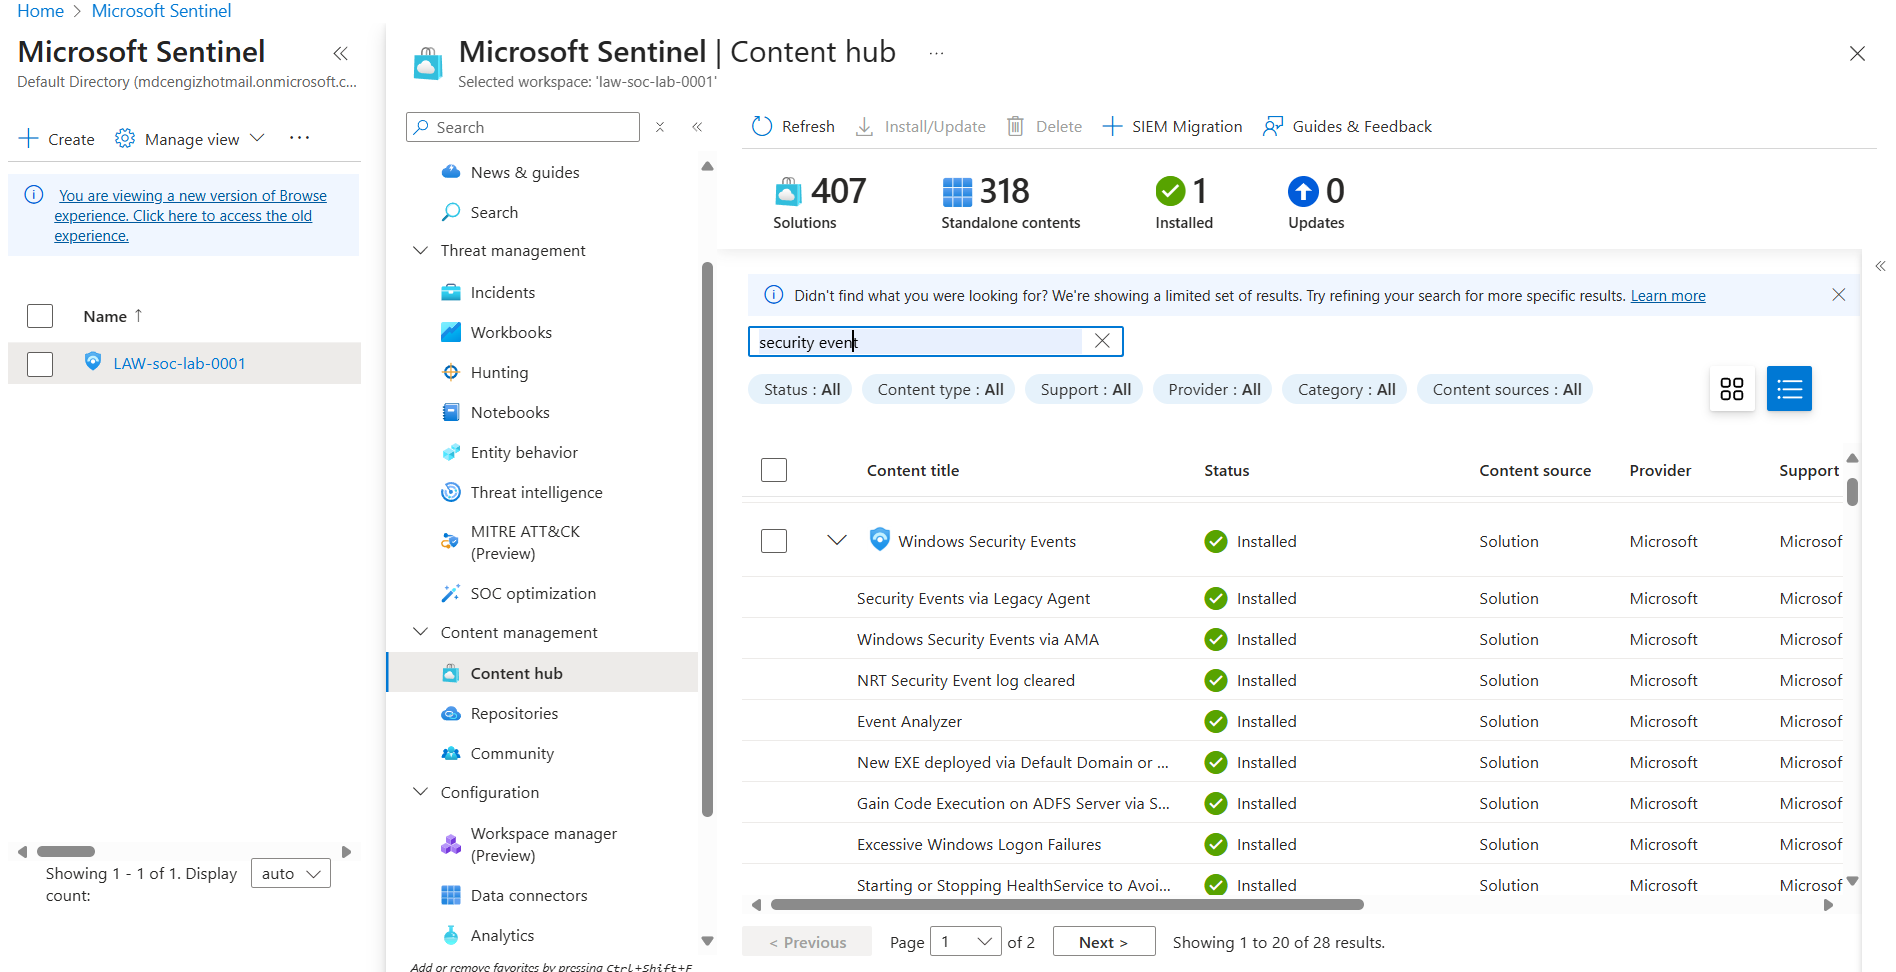 Home > Microsoft Sentinel
Microsoft Sentinel
Default Directory (mdcengizhotmail.onmicrosoft.c...
Create
Manage view
You are viewing a new version of Browse
experience. Click here to access the old
experience.
Name ↑
LAW-soc-lab-0001
Showing 1 - 1 of 1. Display
count:
auto
Microsoft Sentinel | Content hub
...
Selected workspace: 'law-soc-lab-0001'
Search
News & guides
Search
Threat management
Incidents
Workbooks
Hunting
Notebooks
Entity behavior
Threat intelligence
MITRE ATT&CK
(Preview)
SOC optimization
Content management
Content hub
Repositories
Community
Configuration
Workspace manager
(Preview)
Data connectors
Analytics
Add or remove favorites by pressing Ctrl+Shift+F
Refresh
Install/Update
Delete
SIEM Migration
Guides & Feedback
407
Solutions
318
Standalone contents
1
Installed
0
Updates
Didn't find what you were looking for? We're showing a limited set of results. Try refining your search for more specific results. Learn more
security event
Status : All
Content type : All
Support : All
Provider : All
Category : All
Content sources : All
Content title Status Content source Provider Support
Windows Security Events Installed Solution Microsoft Microsof
Security Events via Legacy Agent Installed Solution Microsoft Microsof
Windows Security Events via AMA Installed Solution Microsoft Microsof
NRT Security Event log cleared Installed Solution Microsoft Microsof
Event Analyzer Installed Solution Microsoft Microsof
New EXE deployed via Default Domain or ... Installed Solution Microsoft Microsof
Gain Code Execution on ADFS Server via S... Installed Solution Microsoft Microsof
Excessive Windows Logon Failures Installed Solution Microsoft Microsof
Starting or Stopping HealthService to Avoi... Installed Solution Microsoft Microsof
< Previous
Page 1 of 2
Next >
Showing 1 to 20 of 28 results.